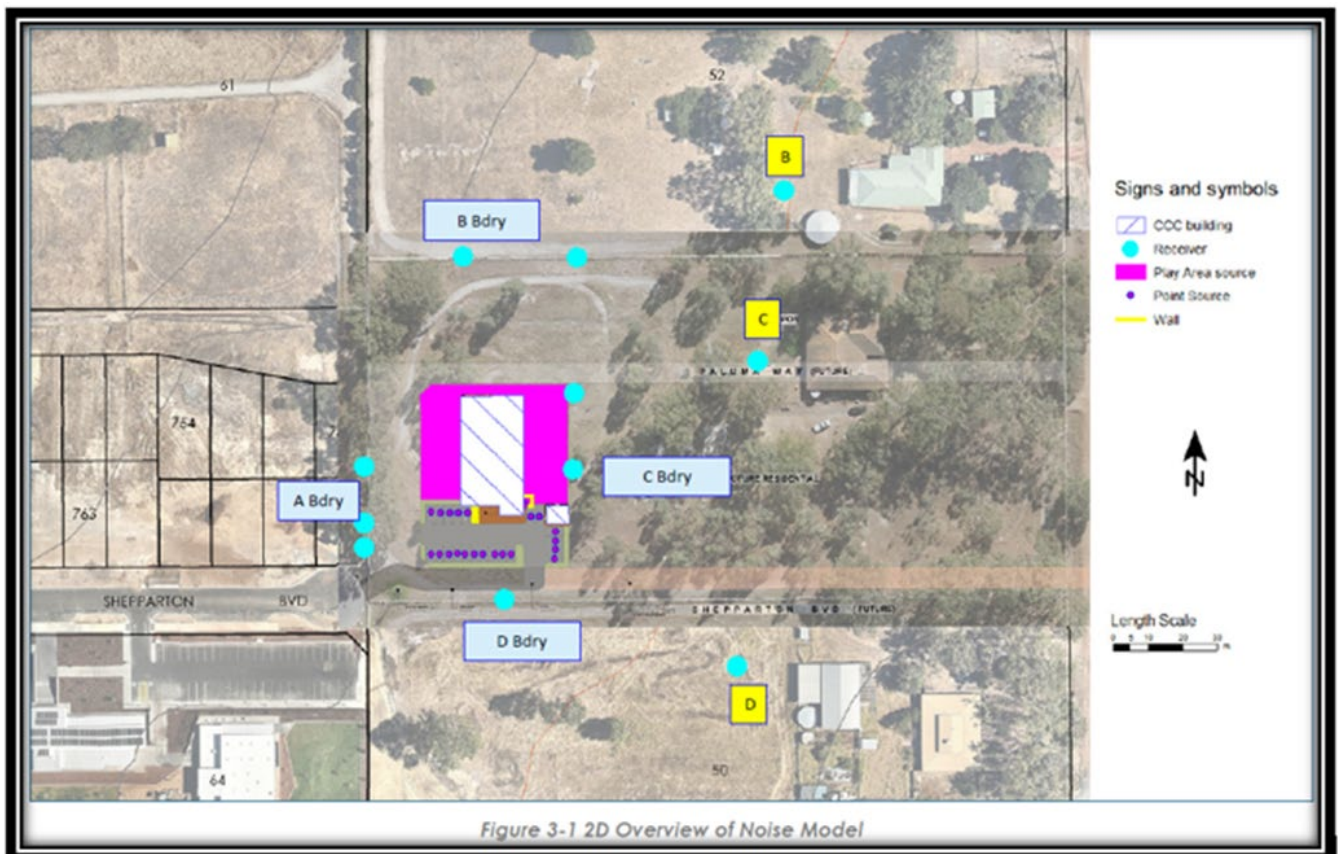 61
52
B
B Bdry
C
PALUMA WAY (FUTURE)
764
763
A Bdry
C Bdry
FUTURE RESIDENTIAL
SHEPPARTON BVD
SHEPPARTON BVD (FUTURE)
D Bdry
D
64
50
Signs and symbols
CCC building
Receiver
Play Area source
Point Source
Wall
N
Length Scale
0 5 10 20 30
m
Figure 3-1 2D Overview of Noise Model